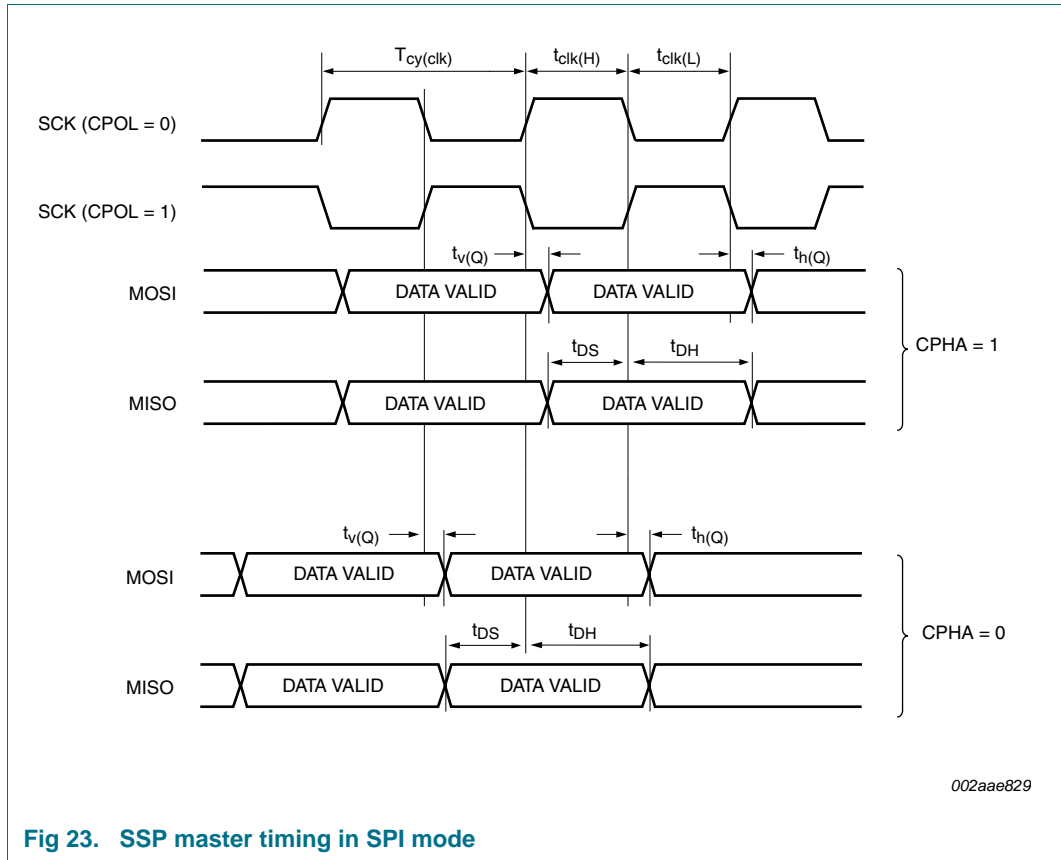 Tcy(clk) tclk(H) tclk(L)
SCK (CPOL = 0)
SCK (CPOL = 1)
tv(Q) th(Q)
MOSI DATA VALID DATA VALID
CPHA = 1
tDS tDH
MISO DATA VALID DATA VALID
tv(Q) th(Q)
MOSI DATA VALID DATA VALID
CPHA = 0
tDS tDH
MISO DATA VALID DATA VALID
002aae829
Fig 23. SSP master timing in SPI mode